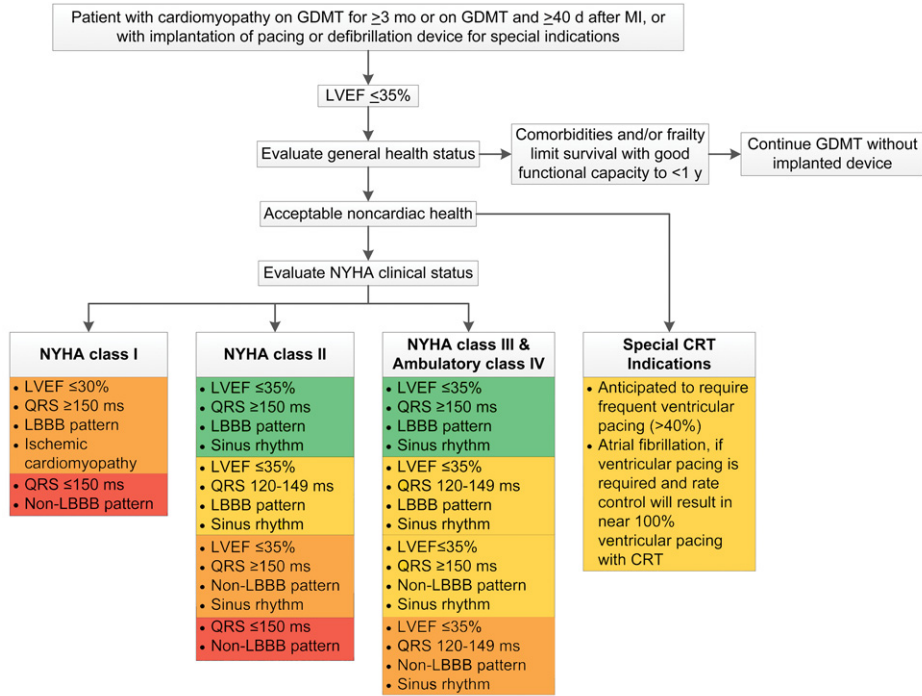 Patient with cardiomyopathy on GDMT for ≥3 mo or on GDMT and ≥40 d after MI, or
with implantation of pacing or defibrillation device for special indications
LVEF ≤35%
Evaluate general health status
Comorbidities and/or frailty
limit survival with good
functional capacity to <1 y
Continue GDMT without
implanted device
Acceptable noncardiac health
Evaluate NYHA clinical status
NYHA class I
• LVEF ≤30%
• QRS ≥150 ms
• LBBB pattern
• Ischemic
cardiomyopathy
• QRS ≤150 ms
• Non-LBBB pattern
NYHA class II
• LVEF ≤35%
• QRS ≥150 ms
• LBBB pattern
• Sinus rhythm
• LVEF ≤35%
• QRS 120-149 ms
• LBBB pattern
• Sinus rhythm
• LVEF ≤35%
• QRS ≥150 ms
• Non-LBBB pattern
• Sinus rhythm
• QRS ≤150 ms
• Non-LBBB pattern
NYHA class III &
Ambulatory class IV
• LVEF ≤35%
• QRS ≥150 ms
• LBBB pattern
• Sinus rhythm
• LVEF ≤35%
• QRS 120-149 ms
• LBBB pattern
• Sinus rhythm
• LVEF≤35%
• QRS ≥150 ms
• Non-LBBB pattern
• Sinus rhythm
• LVEF ≤35%
• QRS 120-149 ms
• Non-LBBB pattern
• Sinus rhythm
Special CRT
Indications
• Anticipated to require
frequent ventricular
pacing (>40%)
• Atrial fibrillation, if
ventricular pacing is
required and rate
control will result in
near 100%
ventricular pacing
with CRT